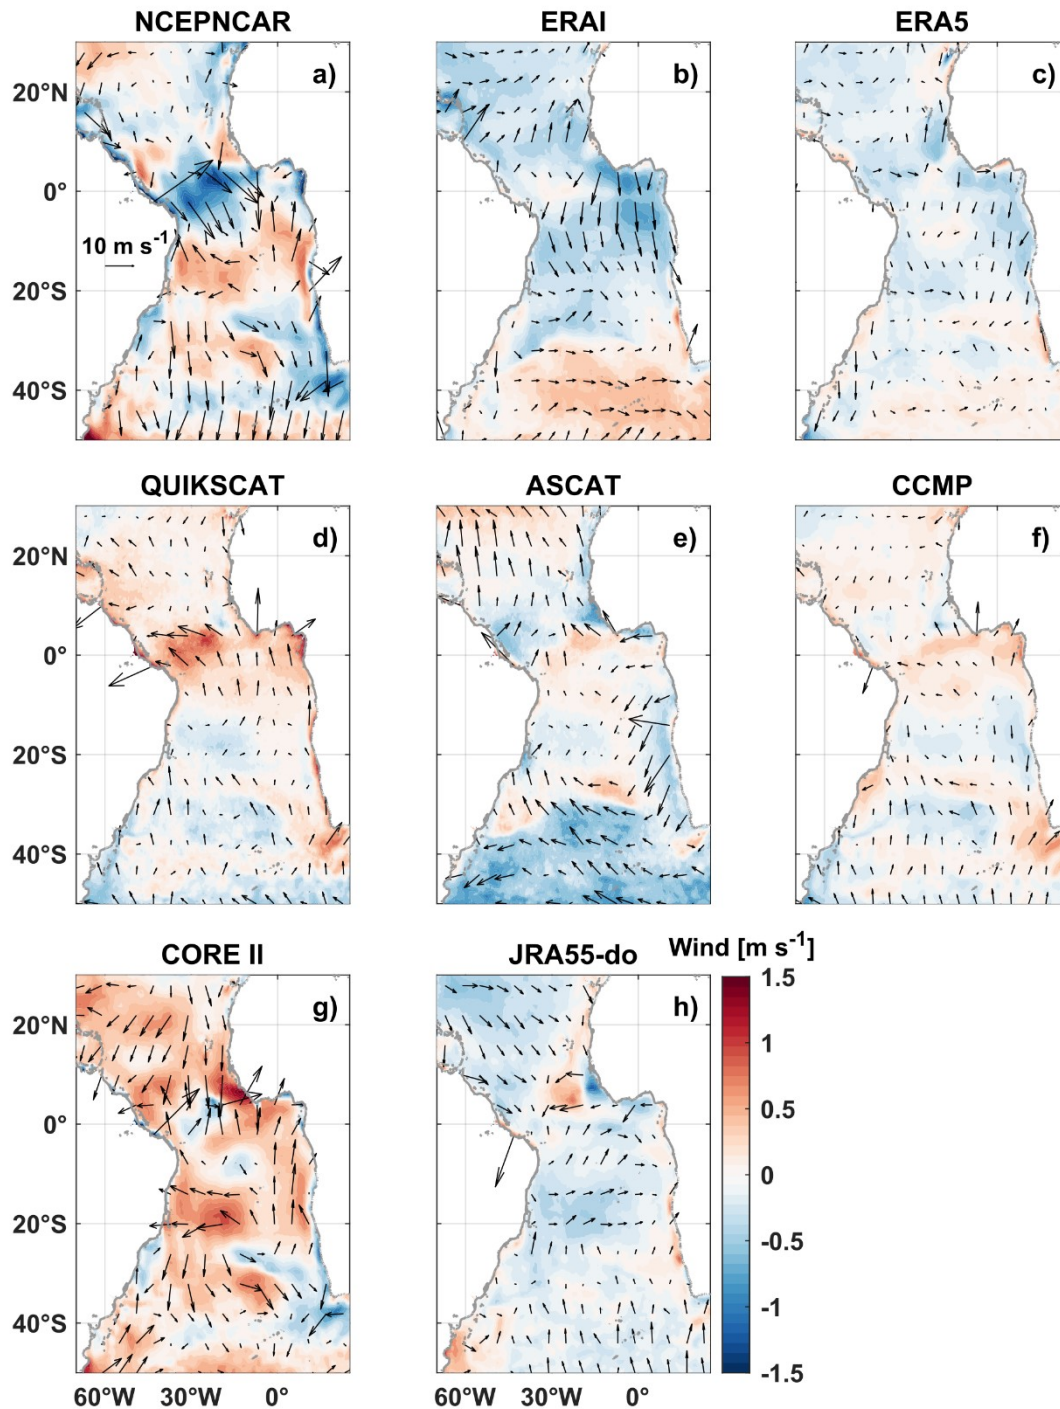 NCEPNCAR ERAI ERA5
a) b) c)
20°N
0°
10 m s-1
20°S
40°S
QUIKSCAT ASCAT CCMP
d) e) f)
20°N
0°
20°S
40°S
CORE II JRA55-do Wind [m s-1]
g) h) 1.5
20°N 1
0.5
0° 0
20°S -0.5
-1
40°S
-1.5
60°W 30°W 0° 60°W 30°W 0°